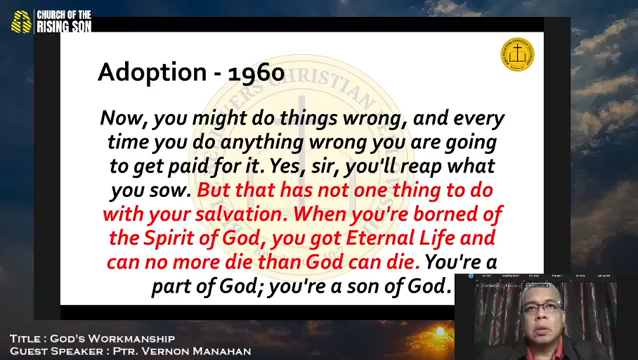 CHURCH OF THE
RISING SON
Adoption - 1960
Now, you might do things wrong, and every
time you do anything wrong you are going
to get paid for it. Yes, sir, you'll reap what
you sow. But that has not one thing to do
with your salvation. When you're borned of
the Spirit of God, you got Eternal Life and
can no more die than God can die. You're a
part of God; you're a son of God.
TITLE : GOD'S WORKMANSHIP
GUEST SPEAKER : PTR. VERNON MANAHAN